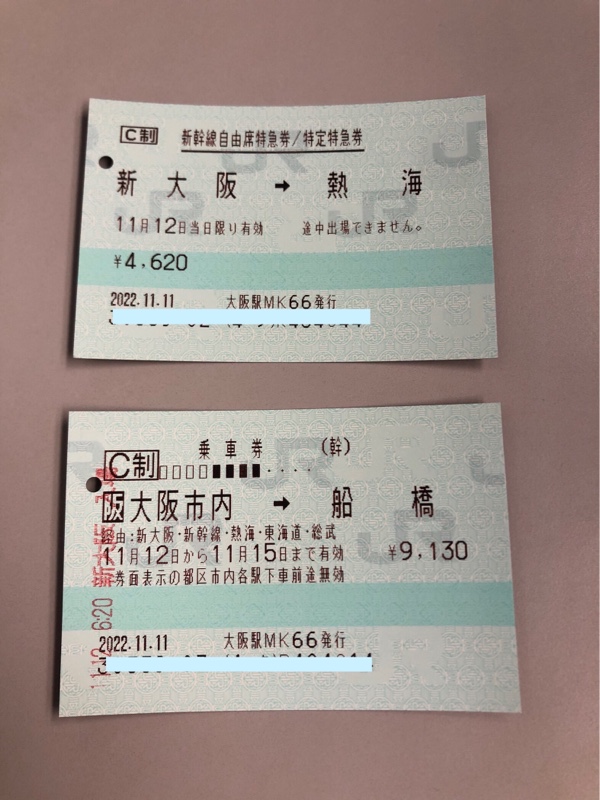 C制 新幹線自由席特急券/特定特急券
新大阪 → 熱海
11月12日当日限り有効 途中出場できません。
¥4,620
2022.11.11 大阪駅MK66発行
C制 乗車券 (幹)
阪 大阪市内 → 船橋
経由:新大阪・新幹線・熱海・東海道・総武
11月12日から11月15日まで有効 ¥9,130
券面表示の都区市内各駅下車前途無効
2022.11.11 大阪駅MK66発行
6:20 新大阪
JR